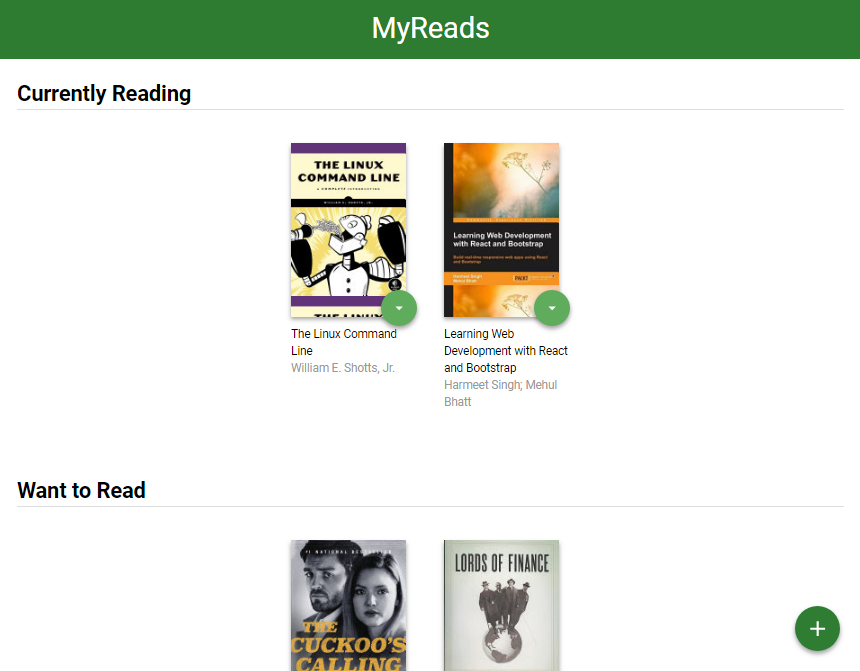 MyReads
Currently Reading
THE LINUX
COMMAND LINE
A COMPLETE INTRODUCTION
WILLIAM E. SHOTTS, JR.
THE LINUX
Learning Web Development
with React and Bootstrap
Build real-time responsive web apps using React
and Bootstrap
Harmeet Singh
Mehul Bhatt
PACKT
The Linux Command
Line
William E. Shotts, Jr.
Learning Web
Development with React
and Bootstrap
Harmeet Singh; Mehul
Bhatt
Want to Read
#1 NATIONAL BESTSELLER
THE
CUCKOO'S
CALLING
LORDS OF FINANCE
+